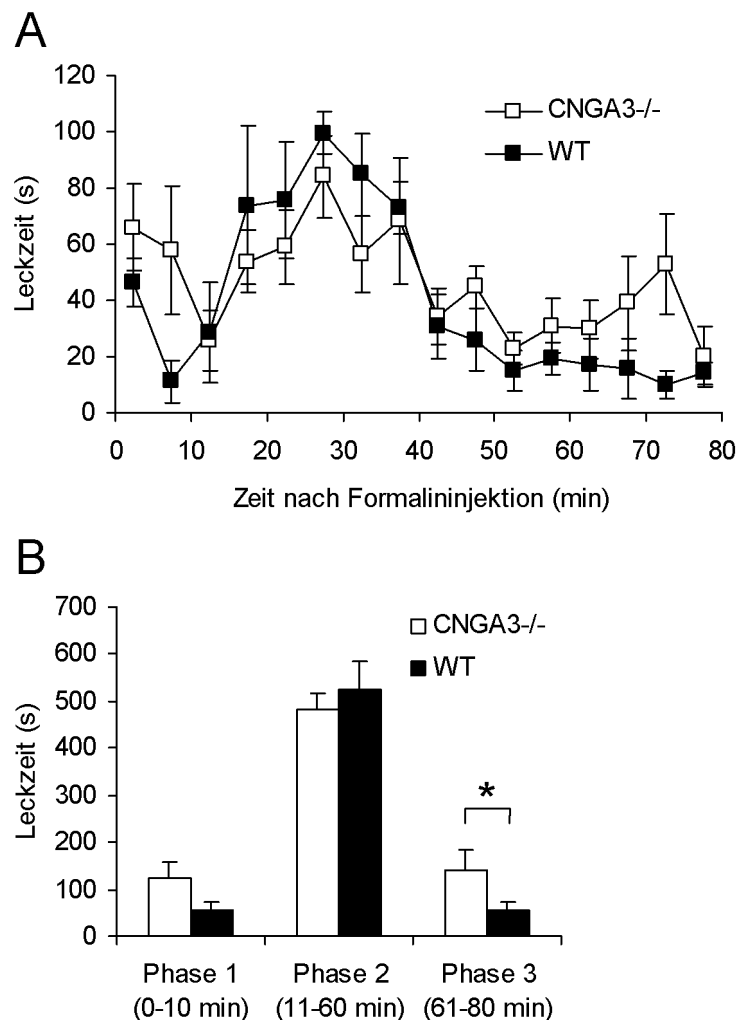 A
120
100
80
60
40
20
0
Leckzeit (s)
CNGA3-/-
WT
0 10 20 30 40 50 60 70 80
Zeit nach Formalininjektion (min)
B
700
600
500
400
300
200
100
0
Leckzeit (s)
CNGA3-/-
WT
*
Phase 1 Phase 2 Phase 3
(0-10 min) (11-60 min) (61-80 min)